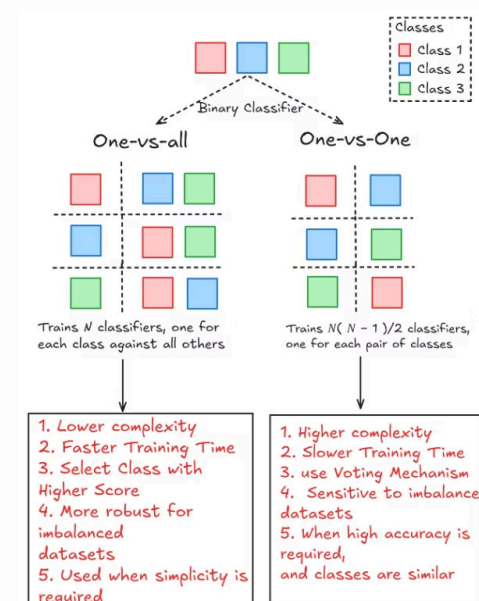 Classes
Class 1
Class 2
Class 3
Binary Classifier
One-vs-all
One-vs-One
Trains N classifiers, one for
each class against all others
Trains N( N - 1 )/2 classifiers,
one for each pair of classes
1. Lower complexity
2. Faster Training Time
3. Select Class with
Higher Score
4. More robust for
imbalanced
datasets
5. Used when simplicity is
required
1. Higher complexity
2. Slower Training Time
3. use Voting Mechanism
4. Sensitive to imbalance
datasets
5. When high accuracy is
required,
and classes are similar